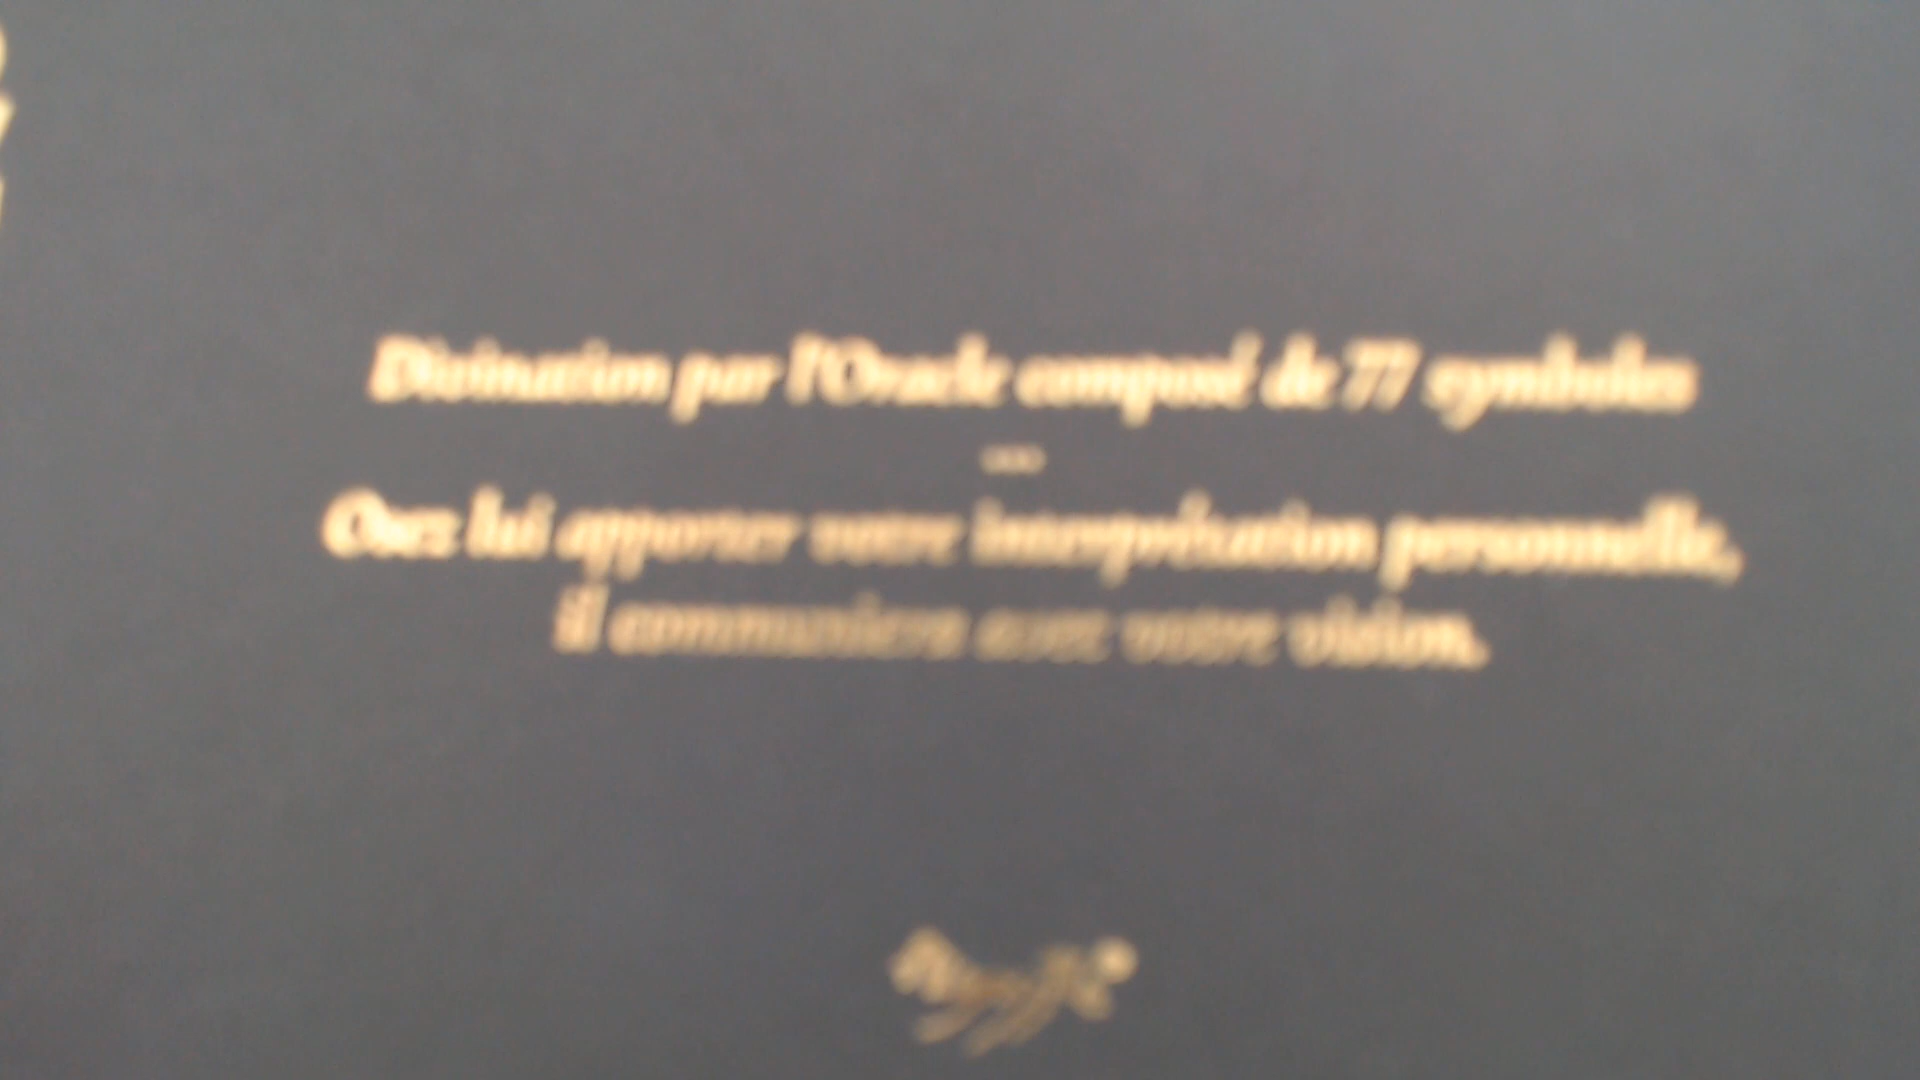 Divination par l'Oracle composé de 77 symboles
Osez lui apporter votre interprétation personnelle,
il communiera avec votre vision.